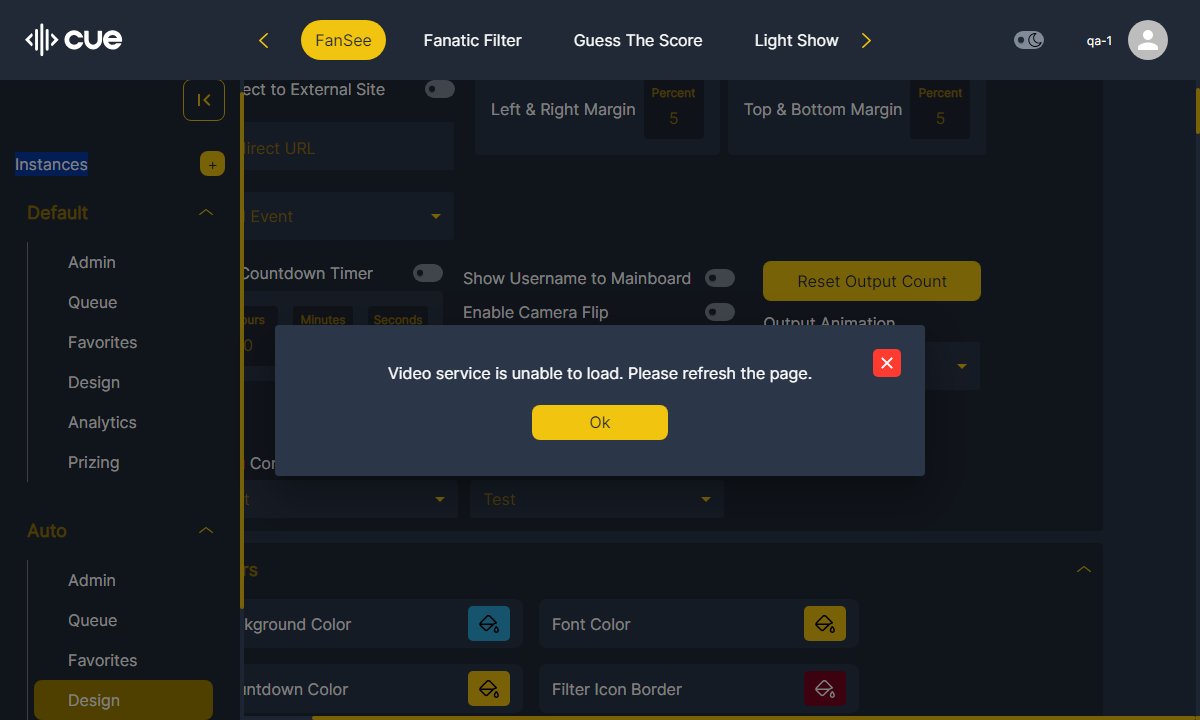 cue
FanSee
Fanatic Filter
Guess The Score
Light Show
qa-1
Instances
+
Default
Admin
Queue
Favorites
Design
Analytics
Prizing
Auto
Admin
Queue
Favorites
Design
ect to External Site
direct URL
Event
Countdown Timer
ours
Minutes
Seconds
0
Left & Right Margin
Percent
5
Top & Bottom Margin
Percent
5
Show Username to Mainboard
Enable Camera Flip
Reset Output Count
Output Animation
Video service is unable to load. Please refresh the page.
Ok
Con
t
Test
rs
kground Color
Font Color
untdown Color
Filter Icon Border